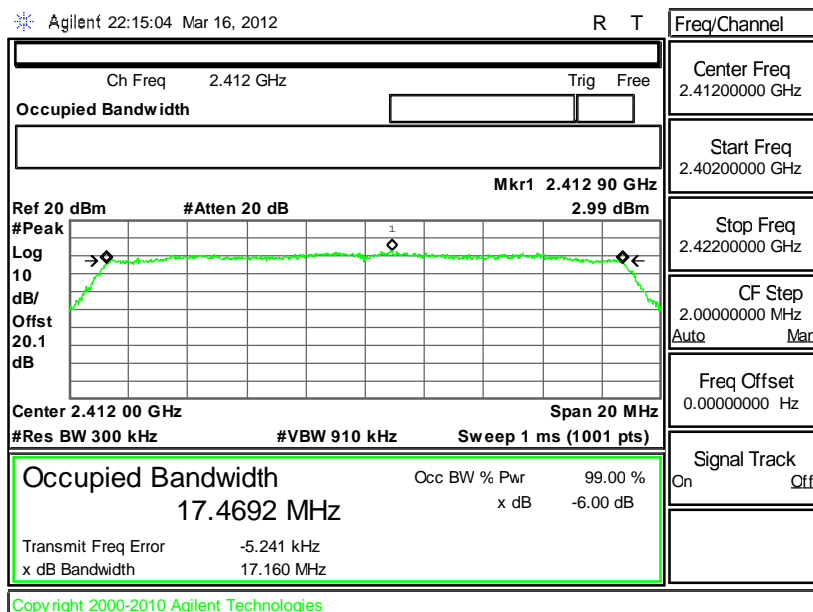 Agilent 22:15:04 Mar 16, 2012 R T
Freq/Channel
Ch Freq 2.412 GHz Trig Free
Occupied Bandwidth
Center Freq
2.41200000 GHz
Start Freq
2.40200000 GHz
Stop Freq
2.42200000 GHz
CF Step
2.00000000 MHz
Auto Man
Freq Offset
0.00000000 Hz
Signal Track
On Off
Mkr1 2.412 90 GHz
Ref 20 dBm #Atten 20 dB 2.99 dBm
#Peak
Log
10
dB/
Offst
20.1
dB
1
Center 2.412 00 GHz Span 20 MHz
#Res BW 300 kHz #VBW 910 kHz Sweep 1 ms (1001 pts)
Occupied Bandwidth
17.4692 MHz
Occ BW % Pwr 99.00 %
x dB -6.00 dB
Transmit Freq Error -5.241 kHz
x dB Bandwidth 17.160 MHz
Copyright 2000-2010 Agilent Technologies